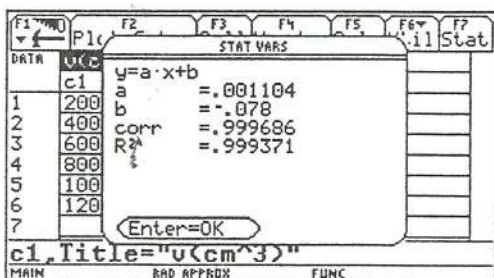 F1 F2 F3 F4 F5 F6 F7
Plo il Stat
STAT VARS
DATA
c1
y=a·x+b
a =.001104
b =-.078
corr =.999686
R² =.999371
1 200
2 400
3 600
4 800
5 100
6 120
7
Enter=OK
c1,Title="v(cm^3)"
MAIN RAD APPROX FUNC